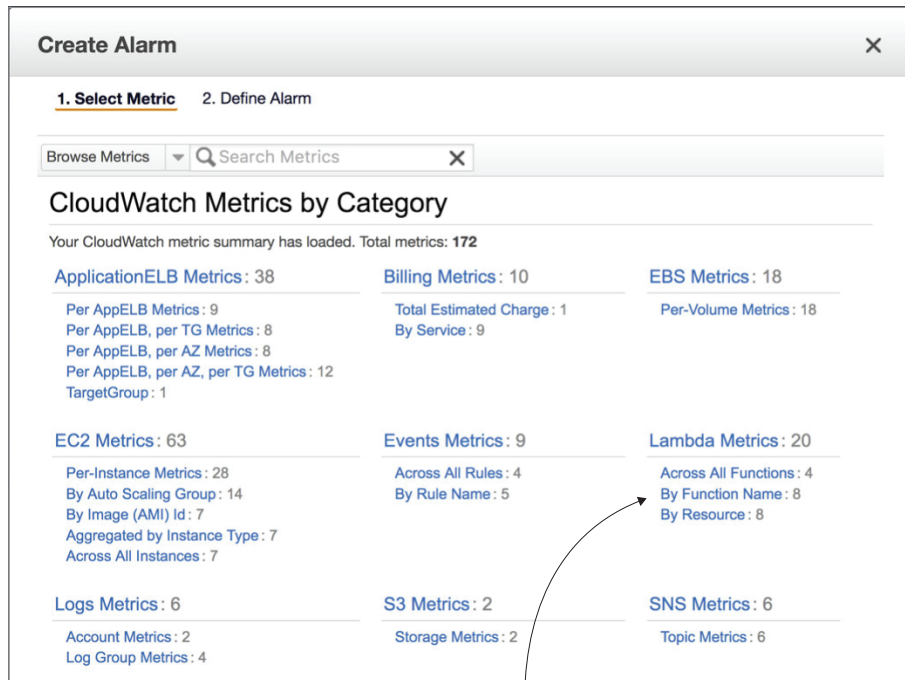 Create Alarm
1. Select Metric 2. Define Alarm
Browse Metrics Search Metrics
CloudWatch Metrics by Category
Your CloudWatch metric summary has loaded. Total metrics: 172
ApplicationELB Metrics: 38
Per AppELB Metrics: 9
Per AppELB, per TG Metrics: 8
Per AppELB, per AZ Metrics: 8
Per AppELB, per AZ, per TG Metrics: 12
TargetGroup: 1
Billing Metrics: 10
Total Estimated Charge: 1
By Service: 9
EBS Metrics: 18
Per-Volume Metrics: 18
EC2 Metrics: 63
Per-Instance Metrics: 28
By Auto Scaling Group: 14
By Image (AMI) Id: 7
Aggregated by Instance Type: 7
Across All Instances: 7
Events Metrics: 9
Across All Rules: 4
By Rule Name: 5
Lambda Metrics: 20
Across All Functions: 4
By Function Name: 8
By Resource: 8
Logs Metrics: 6
Account Metrics: 2
Log Group Metrics: 4
S3 Metrics: 2
Storage Metrics: 2
SNS Metrics: 6
Topic Metrics: 6